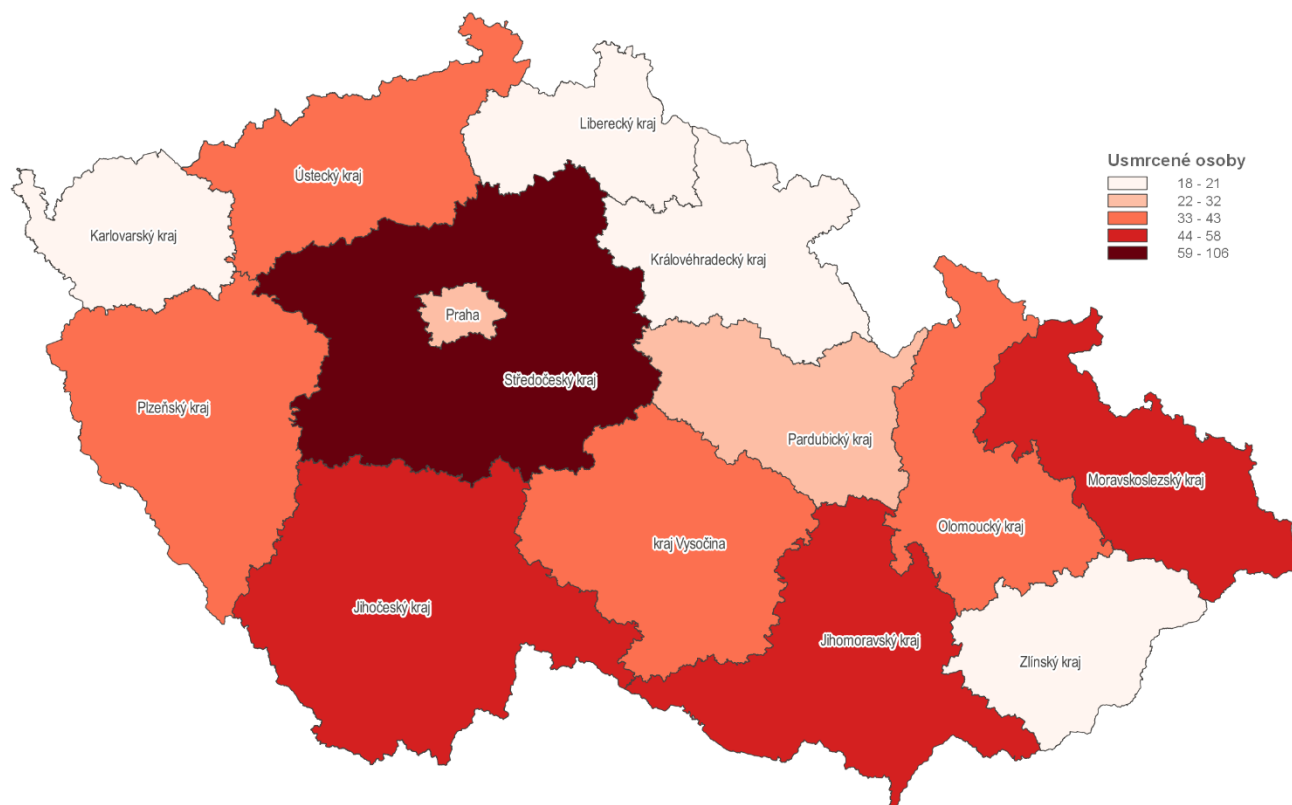 Liberecký kraj
Usmrcené osoby
18 - 21
22 - 32
33 - 43
44 - 58
59 - 106
Ústecký kraj
Karlovarský kraj
Královéhradecký kraj
Praha
Středočeský kraj
Plzeňský kraj
Pardubický kraj
Moravskoslezský kraj
Olomoucký kraj
kraj Vysočina
Jihočeský kraj
Jihomoravský kraj
Zlínský kraj